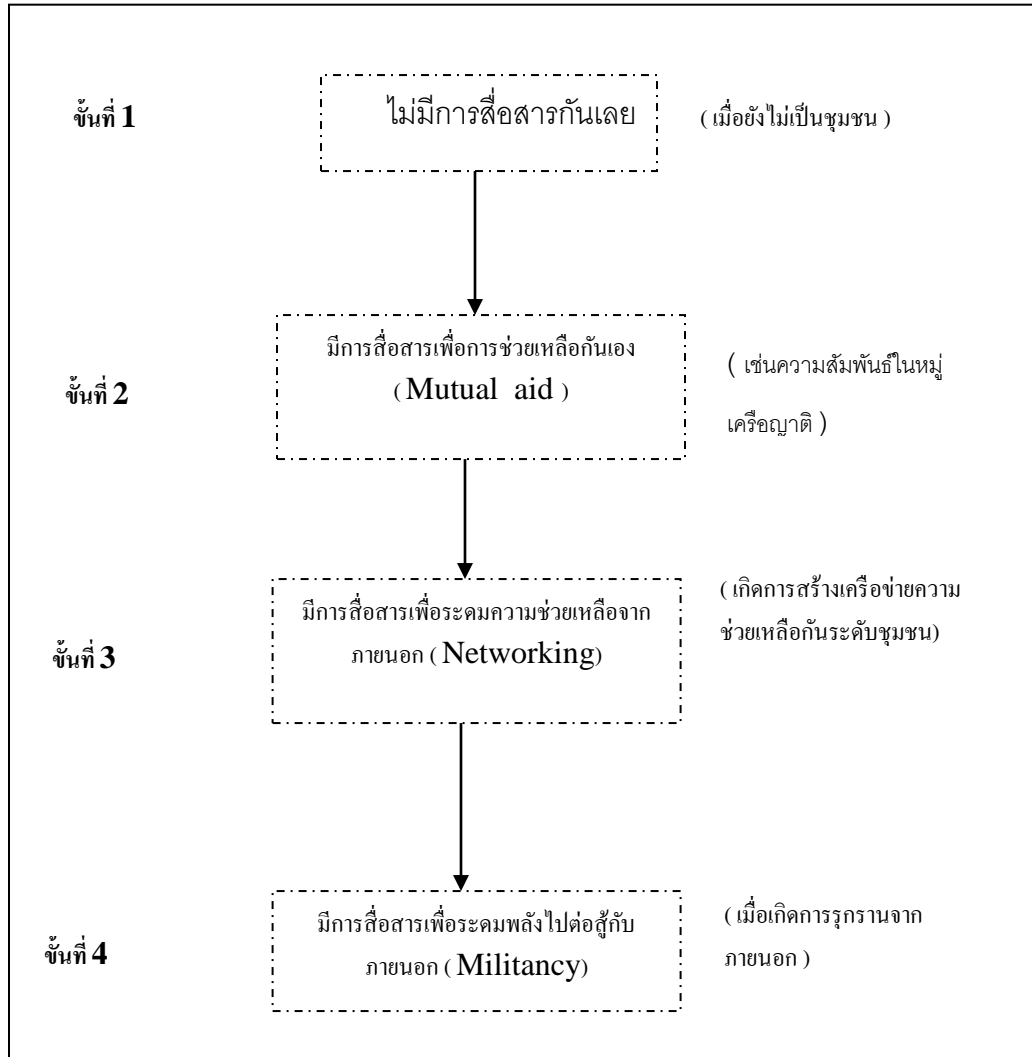 ขั้นที่ 1
ไม่มีการสื่อสารกันเลย
( เมื่อยังไม่เป็นชุมชน )
ขั้นที่ 2
มีการสื่อสารเพื่อการช่วยเหลือกันเอง
( Mutual aid )
( เช่นความสัมพันธ์ในหมู่
เครือญาติ )
ขั้นที่ 3
มีการสื่อสารเพื่อระดมความช่วยเหลือจาก
ภายนอก ( Networking)
( เกิดการสร้างเครือข่ายความ
ช่วยเหลือกันระดับชุมชน)
ขั้นที่ 4
มีการสื่อสารเพื่อระดมพลังไปต่อสู้กับ
ภายนอก ( Militancy)
( เมื่อเกิดการรุกรานจาก
ภายนอก )